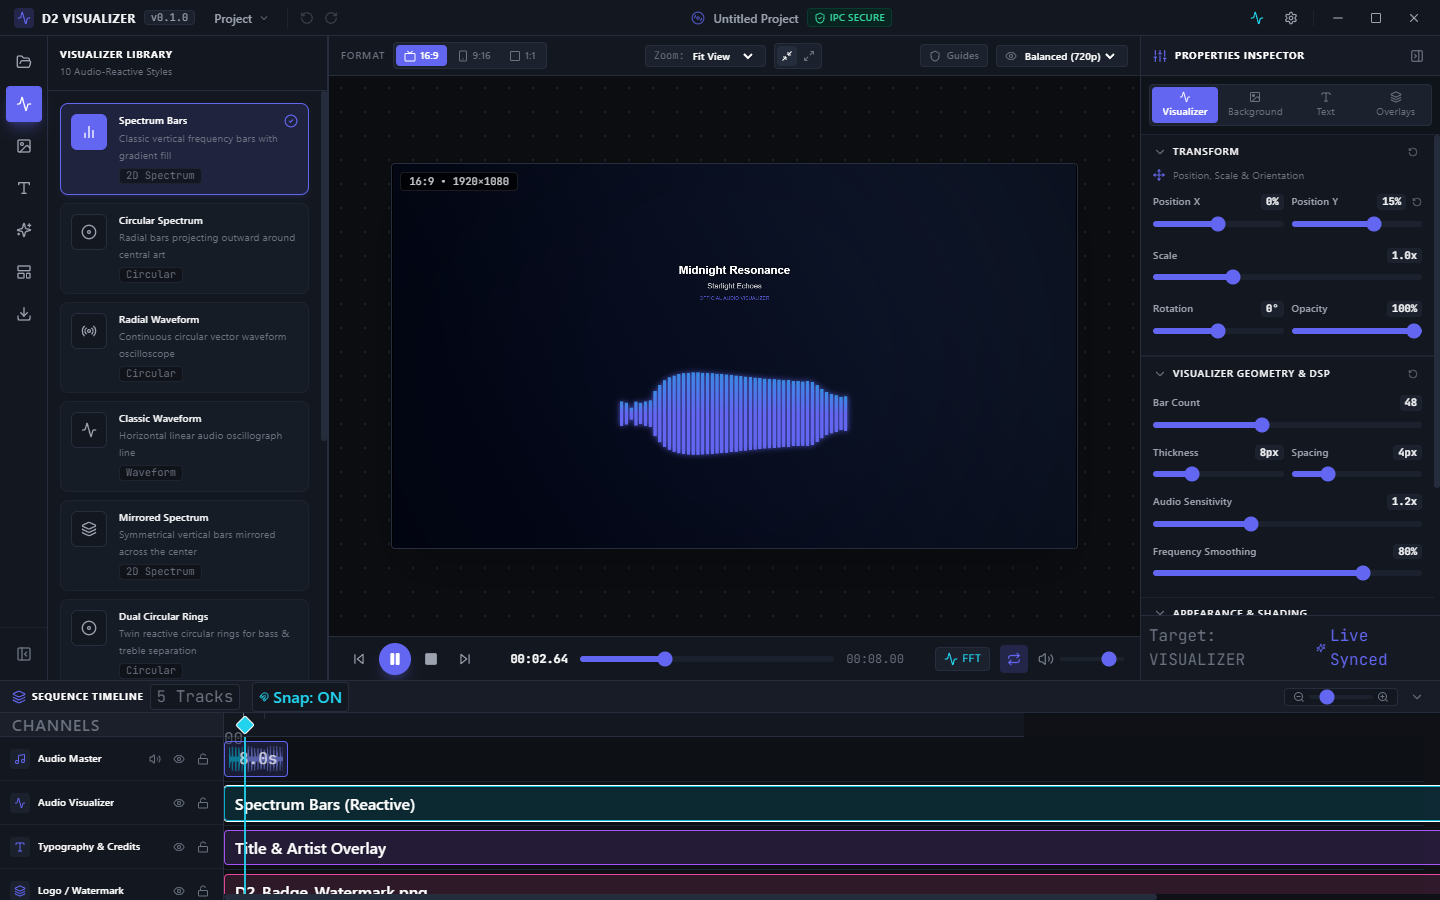 D2 VISUALIZER v0.1.0 Project Untitled Project IPC SECURE
VISUALIZER LIBRARY
10 Audio-Reactive Styles
Spectrum Bars
Classic vertical frequency bars with
gradient fill
2D Spectrum
Circular Spectrum
Radial bars projecting outward around
central art
Circular
Radial Waveform
Continuous circular vector waveform
oscilloscope
Circular
Classic Waveform
Horizontal linear audio oscillograph
line
Waveform
Mirrored Spectrum
Symmetrical vertical bars mirrored
across the center
2D Spectrum
Dual Circular Rings
Twin reactive circular rings for bass &
treble separation
Circular
FORMAT 16:9 9:16 1:1 Zoom: Fit View Guides Balanced (720p)
16:9 • 1920×1080
Midnight Resonance
Starlight Echoes
OFFICIAL AUDIO VISUALIZER
00:02.64 00:08.00 FFT
PROPERTIES INSPECTOR
Visualizer Background Text Overlays
TRANSFORM
Position, Scale & Orientation
Position X 0% Position Y 15%
Scale 1.0x
Rotation 0° Opacity 100%
VISUALIZER GEOMETRY & DSP
Bar Count 48
Thickness 8px Spacing 4px
Audio Sensitivity 1.2x
Frequency Smoothing 80%
APPEARANCE & SHADING
Target: Live
VISUALIZER Synced
SEQUENCE TIMELINE 5 Tracks Snap: ON
CHANNELS
Audio Master 8.0s
Audio Visualizer Spectrum Bars (Reactive)
Typography & Credits Title & Artist Overlay
Logo / Watermark D2_Badge_Watermark.png